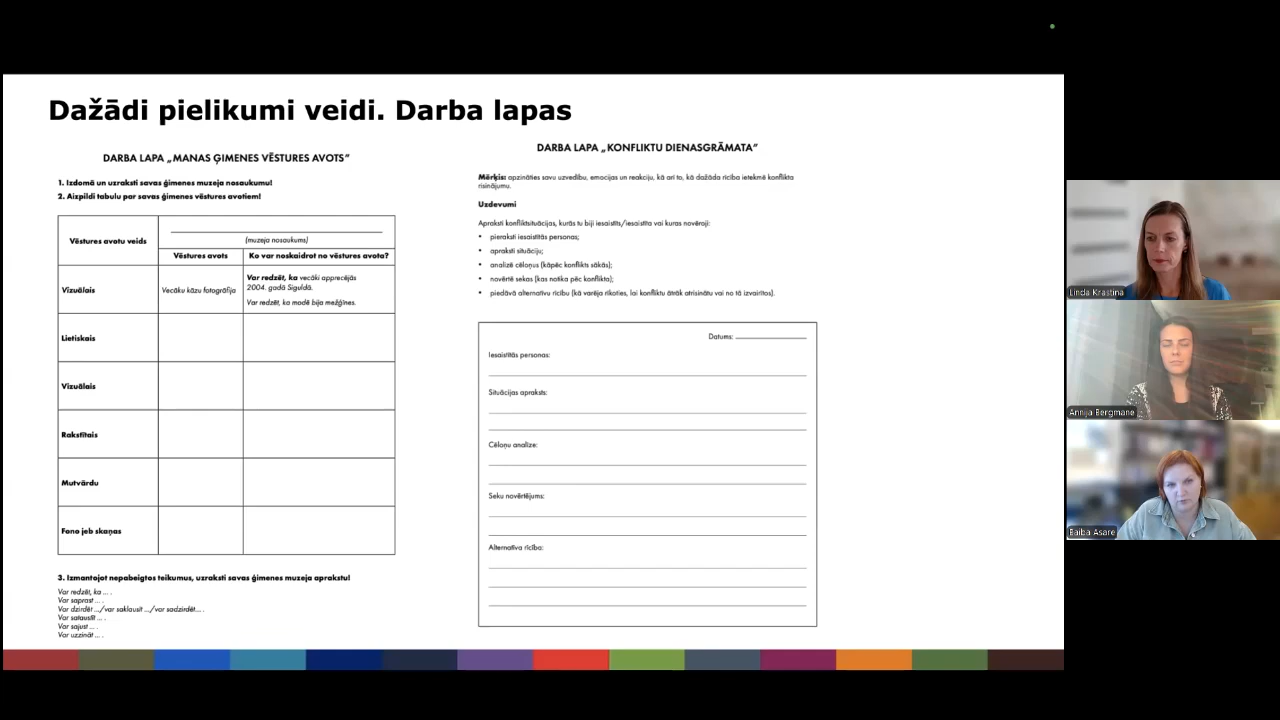 Dažādi pielikumi veidi. Darba lapas
DARBA LAPA „MANAS ĢIMENES VĒSTURES AVOTS”
1. Izdomā un uzraksti savas ģimenes muzeja nosaukumu!
2. Aizpildi tabulu par savas ģimenes vēstures avotiem!
Vēstures avotu veids
(muzeja nosaukums)
Vēstures avots
Ko var noskaidrot no vēstures avota?
Vizuālais
Vecāku kāzu fotogrāfija
Var redzēt, ka vecāki apprecējās
2004. gadā Siguldā.
Var redzēt, ka modē bija mežģīnes.
Lietiskais
Vizuālais
Rakstītais
Mutvārdu
Fono jeb skaņas
3. Izmantojot nepabeigtos teikumus, uzraksti savas ģimenes muzeja aprakstu!
Var redzēt, ka ... .
Var saprast ... .
Var dzirdēt .../var saklausīt .../var sadzirdēt... .
Var sataustīt ... .
Var sajust ... .
Var uzzināt ... .
DARBA LAPA „KONFLIKTU DIENASGRĀMATA”
Mērķis: apzināties savu uzvedību, emocijas un reakciju, kā arī to, kā dažāda rīcība ietekmē konflikta
risinājumu.
Uzdevumi
Apraksti konfliktsituācijas, kurās tu biji iesaistīts/iesaistīta vai kuras novēroji:
• pieraksti iesaistītās personas;
• apraksti situāciju;
• analizē cēloņus (kāpēc konflikts sākās);
• novērtē sekas (kas notika pēc konflikta);
• piedāvā alternatīvu rīcību (kā varēja rīkoties, lai konfliktu ātrāk atrisinātu vai no tā izvairītos).
Datums:
Iesaistītās personas:
Situācijas apraksts:
Cēloņu analīze:
Seku novērtējums:
Alternatīva rīcība:
Linda Krastiņa
Annija Bergmane
Baiba Asare